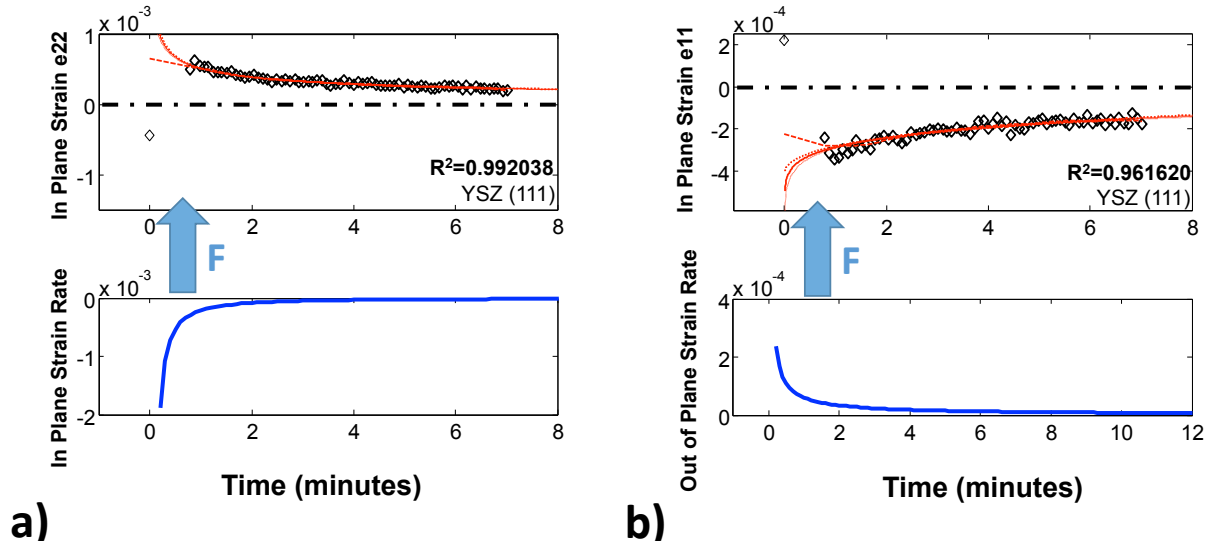 x 10-3
1
0
-1
In Plane Strain e22
R2=0.992038
YSZ (111)
0 2 4 6 8
F
x 10-3
0
-1
-2
In Plane Strain Rate
0 2 4 6 8
Time (minutes)
a)
x 10-4
2
0
-2
-4
In Plane Strain e11
R2=0.961620
YSZ (111)
0 2 4 6 8
F
x 10-4
4
2
0
Out of Plane Strain Rate
0 2 4 6 8 10 12
Time (minutes)
b)